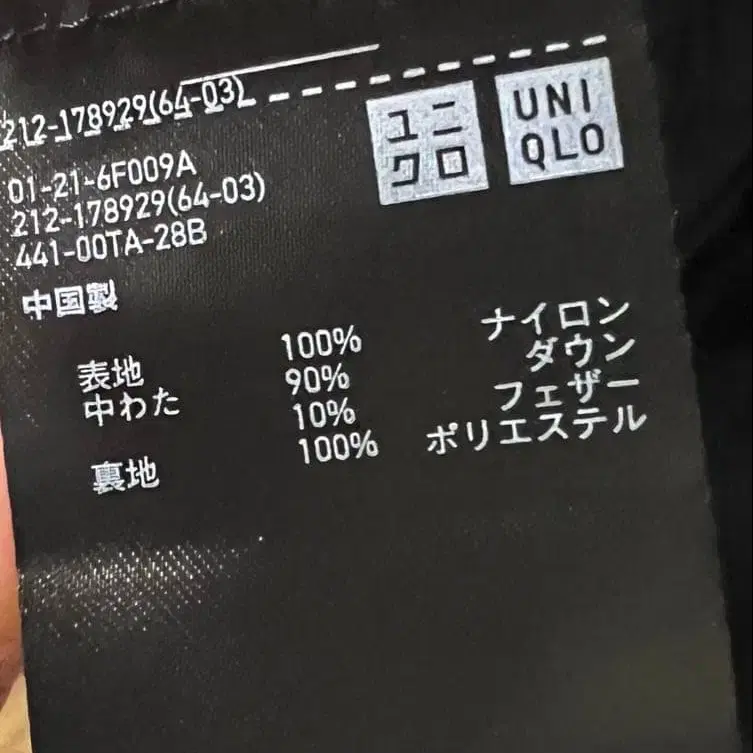 212-178929(64-03)
ユニクロ
UNIQLO
01-21-6F009A
212-178929(64-03)
441-00TA-28B
中国製
表地 100% ナイロン
中わた 90% ダウン
10% フェザー
裏地 100% ポリエステル